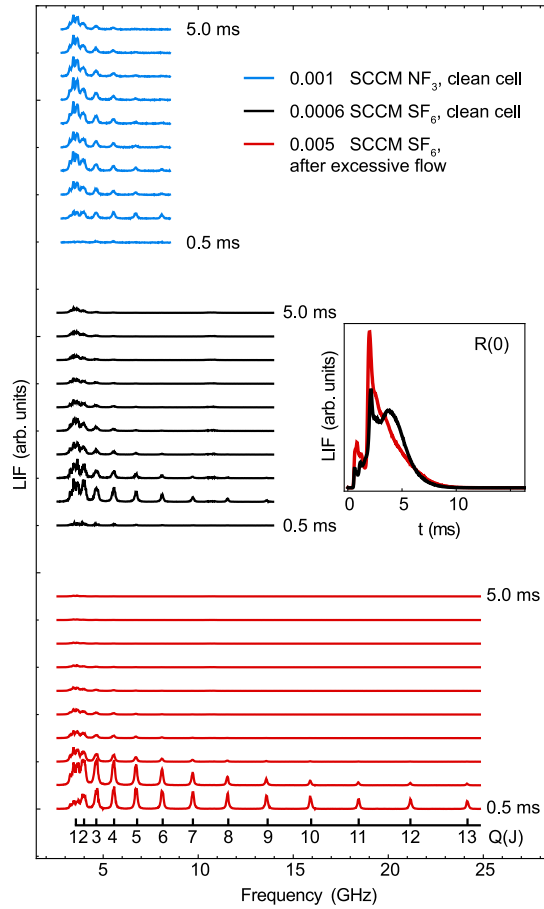 5.0 ms
0.001 SCCM NF₃, clean cell
0.0006 SCCM SF₆, clean cell
0.005 SCCM SF₆,
after excessive flow
0.5 ms
5.0 ms
R(0)
LIF (arb. units)
0 5 10
t (ms)
0.5 ms
LIF (arb. units)
5.0 ms
0.5 ms
12 3 4 5 6 7 8 9 10 11 12 13 Q(J)
5 10 15 20 25
Frequency (GHz)